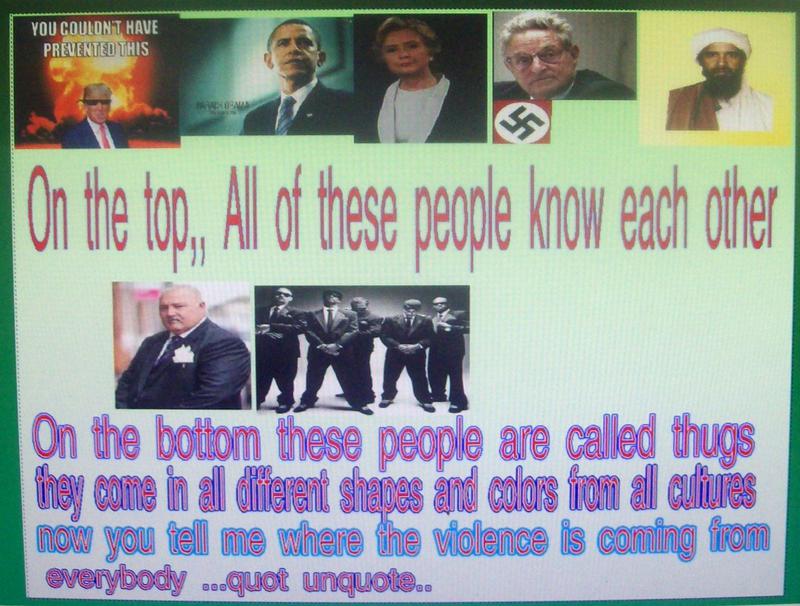 YOU COULDN'T HAVE
PREVENTED THIS
BARACK OBAMA
On the top,, All of these people know each other
On the bottom these people are called thugs
they come in all different shapes and colors from all cultures
now you tell me where the violence is coming from
everybody ...quot unquote..